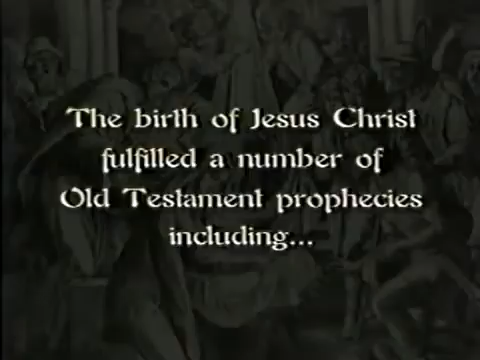 The birth of Jesus Christ
fulfilled a number of
Old Testament prophecies
including...